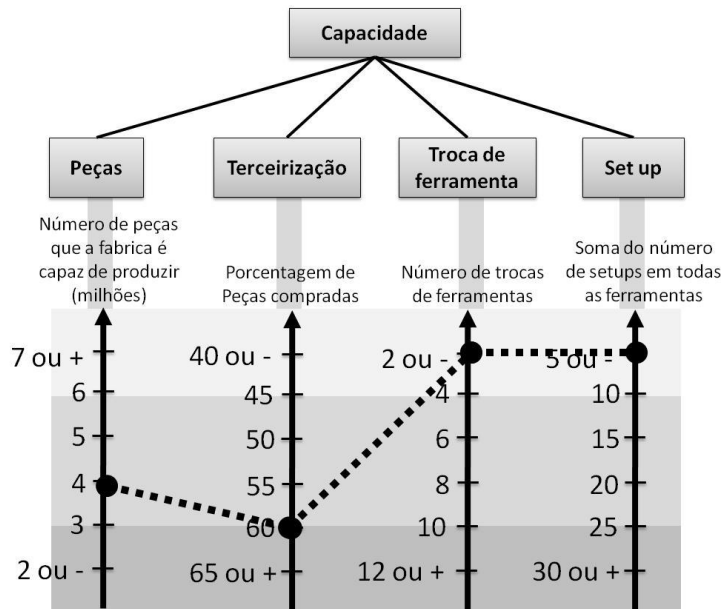 Capacidade
Peças
Terceirização
Troca de
ferramenta
Set up
Número de peças
que a fabrica é
capaz de produzir
(milhões)
Porcentagem de
Peças compradas
Número de trocas
de ferramentas
Soma do número
de setups em todas
as ferramentas
7 ou +
6
5
4
3
2 ou -
40 ou -
45
50
55
60
65 ou +
2 ou -
4
6
8
10
12 ou +
5 ou -
10
15
20
25
30 ou +